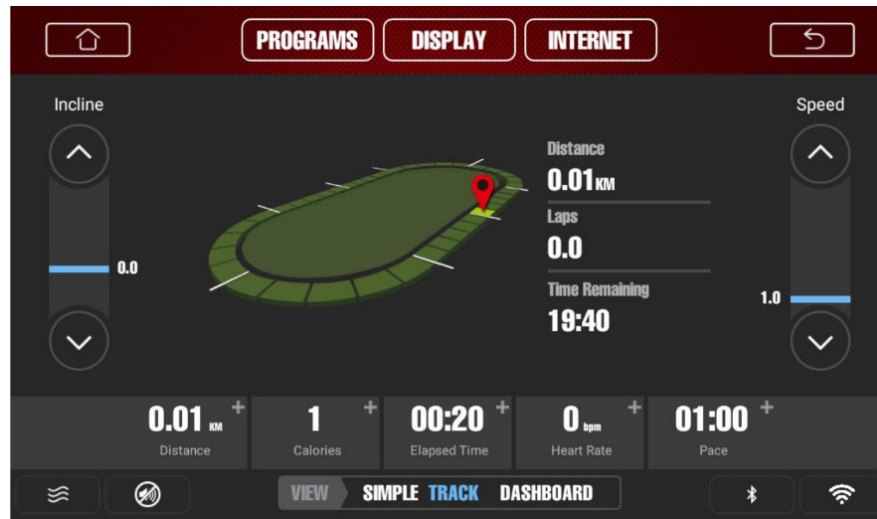 PROGRAMS DISPLAY INTERNET
Incline
Speed
Distance
0.01 KM
Laps
0.0
0.0
Time Remaining
19:40
1.0
0.01 KM + 1 + 00:20 + 0 bpm + 01:00 +
Distance Calories Elapsed Time Heart Rate Pace
VIEW SIMPLE TRACK DASHBOARD